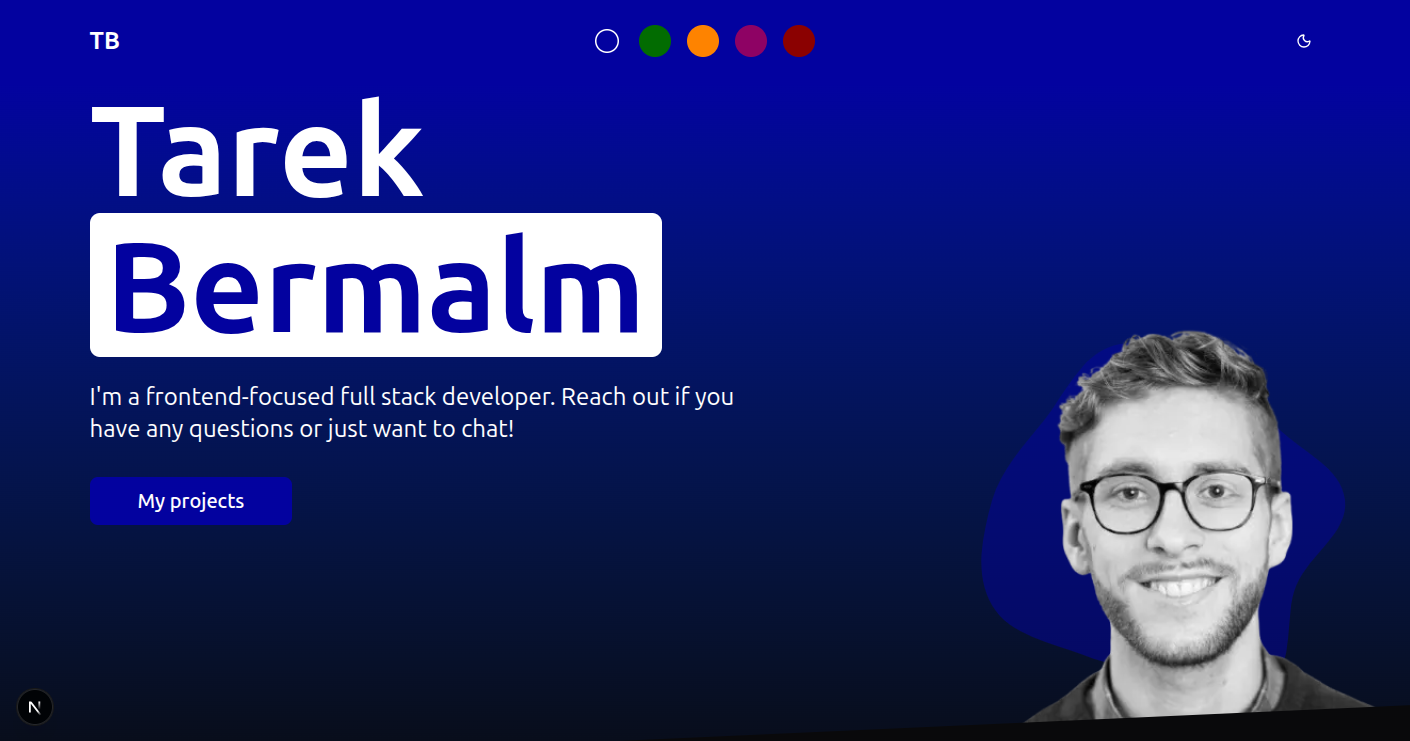 TB
Tarek
Bermalm
I'm a frontend-focused full stack developer. Reach out if you
have any questions or just want to chat!
My projects
N